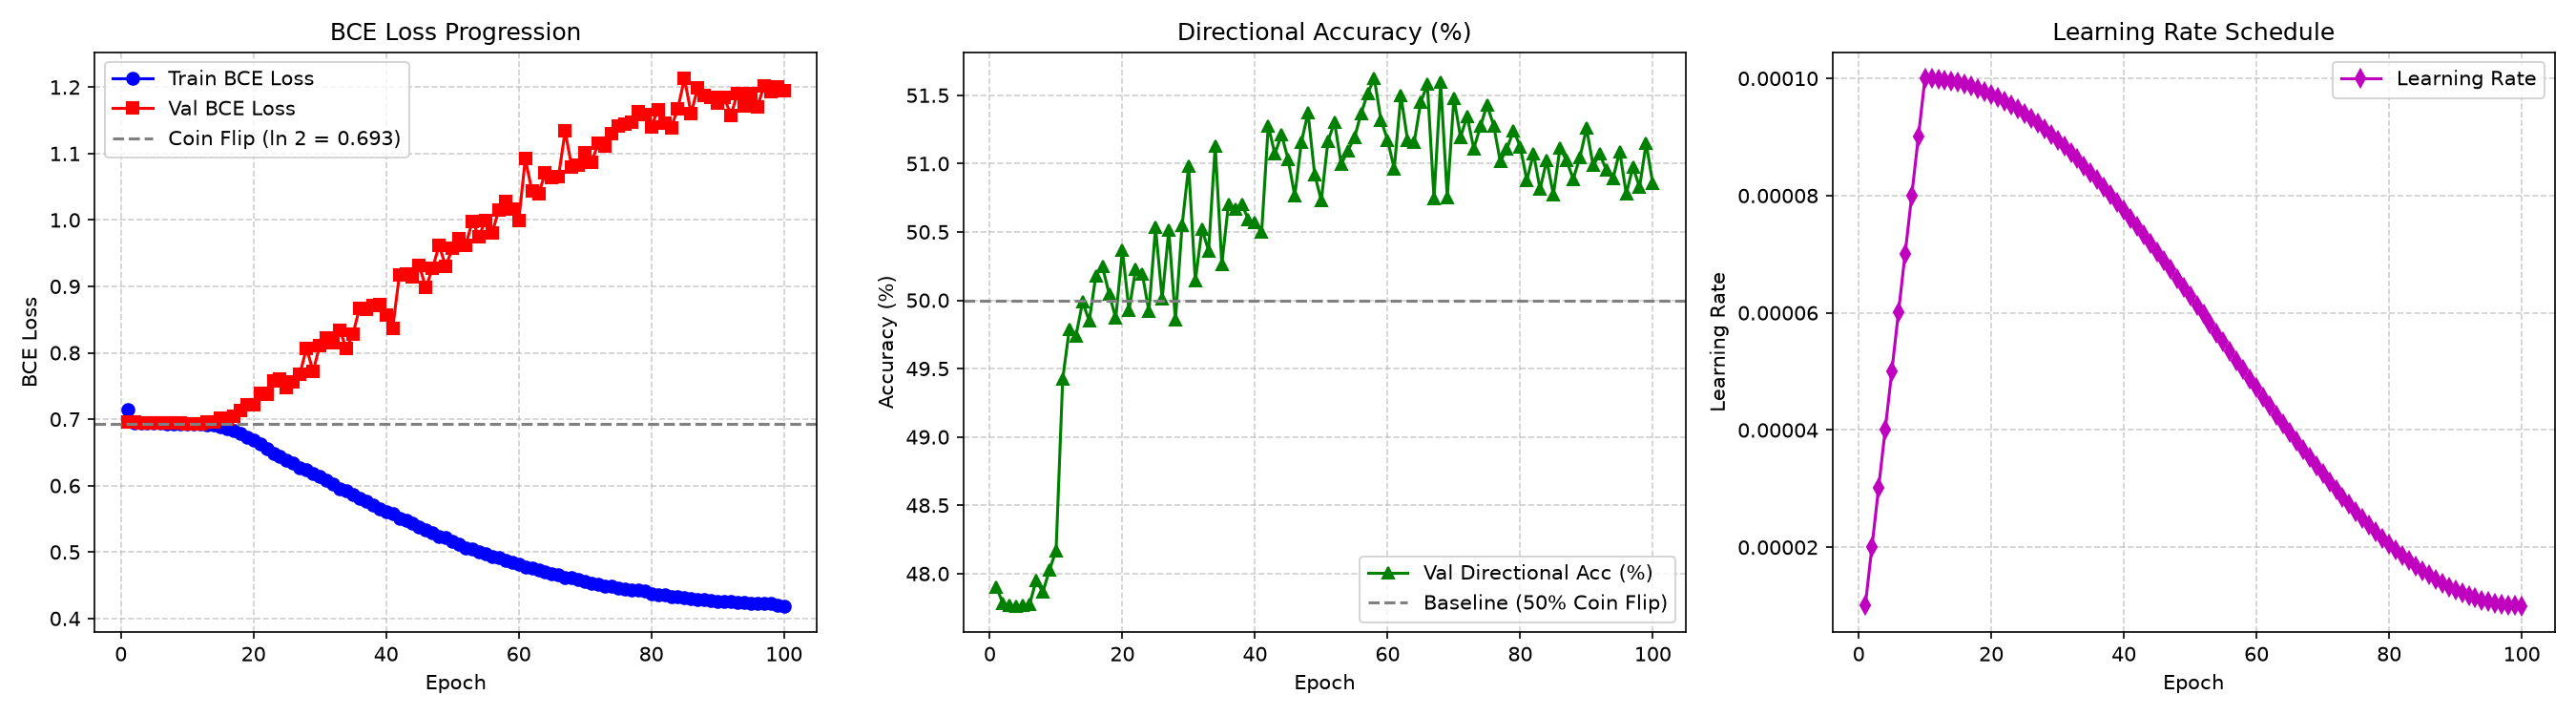 BCE Loss Progression
Train BCE Loss
Val BCE Loss
Coin Flip (ln 2 = 0.693)
BCE Loss
1.2
1.1
1.0
0.9
0.8
0.7
0.6
0.5
0.4
0 20 40 60 80 100
Epoch
Directional Accuracy (%)
Accuracy (%)
51.5
51.0
50.5
50.0
49.5
49.0
48.5
48.0
Val Directional Acc (%)
Baseline (50% Coin Flip)
0 20 40 60 80 100
Epoch
Learning Rate Schedule
Learning Rate
Learning Rate
0.00010
0.00008
0.00006
0.00004
0.00002
0 20 40 60 80 100
Epoch